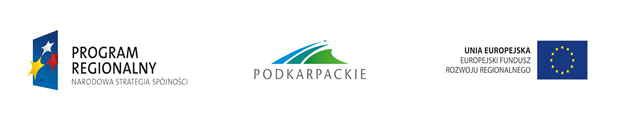 PROGRAM
REGIONALNY
NARODOWA STRATEGIA SPÓJNOŚCI
PODKARPACKIE
UNIA EUROPEJSKA
EUROPEJSKI FUNDUSZ
ROZWOJU REGIONALNEGO